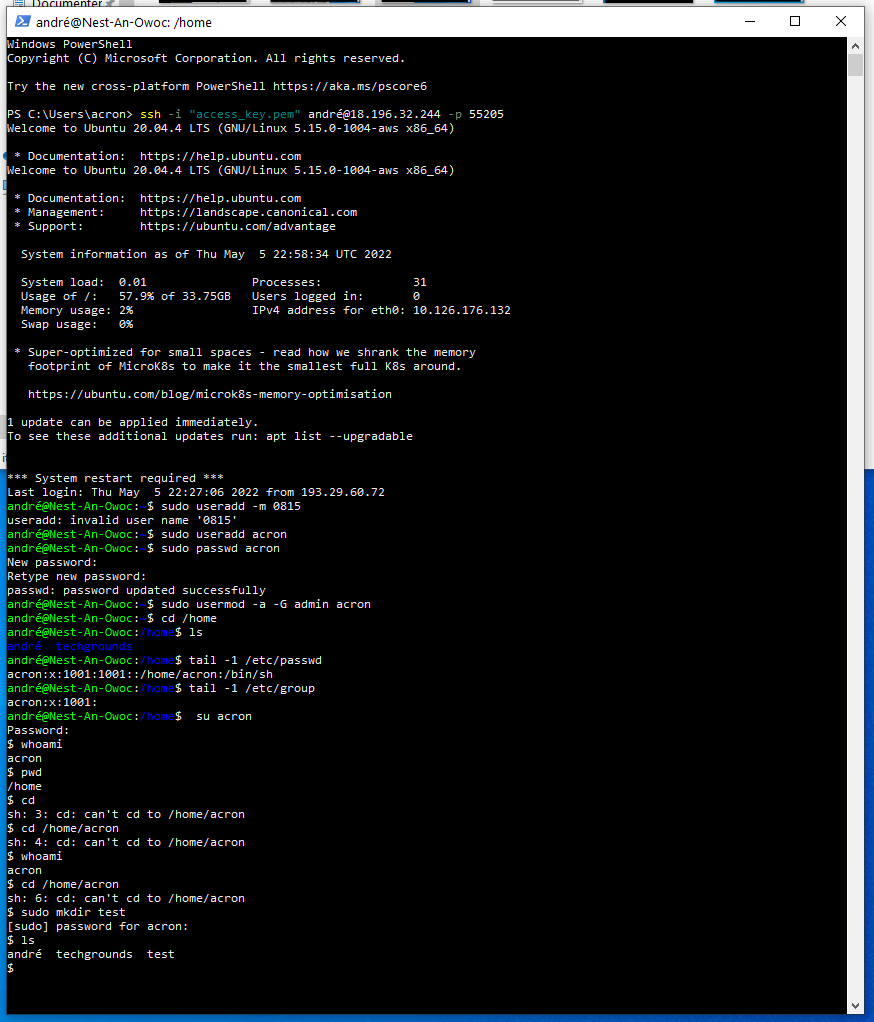 Documenter
andré@Nest-An-Owoc: /home
Windows PowerShell
Copyright (C) Microsoft Corporation. All rights reserved.
Try the new cross-platform PowerShell https://aka.ms/pscore6
PS C:\Users\acron> ssh -i "access_key.pem" andré@18.196.32.244 -p 55205
Welcome to Ubuntu 20.04.4 LTS (GNU/Linux 5.15.0-1004-aws x86_64)
* Documentation:  https://help.ubuntu.com
Welcome to Ubuntu 20.04.4 LTS (GNU/Linux 5.15.0-1004-aws x86_64)
* Documentation:  https://help.ubuntu.com
* Management:     https://landscape.canonical.com
* Support:        https://ubuntu.com/advantage
System information as of Thu May  5 22:58:34 UTC 2022
System load:  0.01               Processes:             31
Usage of /:   57.9% of 33.75GB   Users logged in:       0
Memory usage: 2%                 IPv4 address for eth0: 10.126.176.132
Swap usage:   0%
* Super-optimized for small spaces - read how we shrank the memory
footprint of MicroK8s to make it the smallest full K8s around.
https://ubuntu.com/blog/microk8s-memory-optimisation
1 update can be applied immediately.
To see these additional updates run: apt list --upgradable
*** System restart required ***
Last login: Thu May  5 22:27:06 2022 from 193.29.60.72
andré@Nest-An-Owoc:~$ sudo useradd -m 0815
useradd: invalid user name '0815'
andré@Nest-An-Owoc:~$ sudo useradd acron
andré@Nest-An-Owoc:~$ sudo passwd acron
New password:
Retype new password:
passwd: password updated successfully
andré@Nest-An-Owoc:~$ sudo usermod -a -G admin acron
andré@Nest-An-Owoc:~$ cd /home
andré@Nest-An-Owoc:/home$ ls
andré  techgrounds
andré@Nest-An-Owoc:/home$ tail -1 /etc/passwd
acron:x:1001:1001::/home/acron:/bin/sh
andré@Nest-An-Owoc:/home$ tail -1 /etc/group
acron:x:1001:
andré@Nest-An-Owoc:/home$  su acron
Password:
$ whoami
acron
$ pwd
/home
$ cd
sh: 3: cd: can't cd to /home/acron
$ cd /home/acron
sh: 4: cd: can't cd to /home/acron
$ whoami
acron
$ cd /home/acron
sh: 6: cd: can't cd to /home/acron
$ sudo mkdir test
[sudo] password for acron:
$ ls
andré  techgrounds  test
$